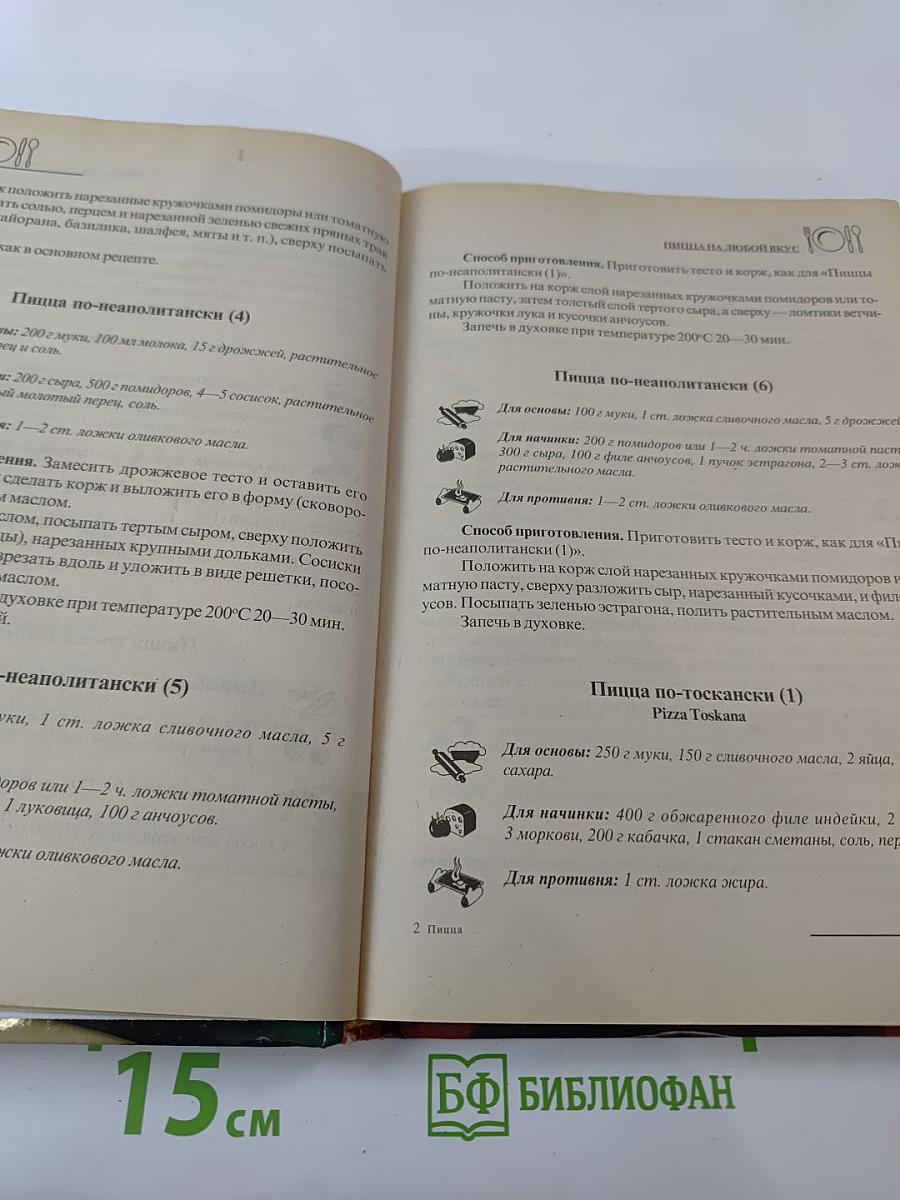 к положить нарезанные кружочками помидоры или томатную
ать солью, перцем и нарезанной зеленью свежих пряных трав
айорана, базилика, шалфея, мяты и т. п.), сверху посыпать
как в основном рецепте.
Пицца по-неаполитански (4)
вы: 200 г муки, 100 мл молока, 15 г дрожжей, растительное
рец и соль.
и: 200 г сыра, 500 г помидоров, 4—5 сосисок, растительное
ый молотый перец, соль.
я: 1—2 ст. ложки оливкового масла.
ения. Замесить дрожжевое тесто и оставить его
сделать корж и выложить его в форму (сковоро-
м маслом.
слом, посыпать тертым сыром, сверху положить
ды), нарезанных крупными дольками. Сосиски
врезать вдоль и уложить в виде решетки, посо-
маслом.
духовке при температуре 200°С 20—30 мин.
й.
-неаполитански (5)
уки, 1 ст. ложка сливочного масла, 5 г
доров или 1—2 ч. ложки томатной пасты,
1 луковица, 100 г анчоусов.
жки оливкового масла.
ПИЦЦА НА ЛЮБОЙ ВКУС
Способ приготовления. Приготовить тесто и корж, как для «Пиццы
по-неаполитански (1)».
Положить на корж слой нарезанных кружочками помидоров или то-
матную пасту, затем толстый слой тертого сыра, а сверху — ломтики ветчи-
ны, кружочки лука и кусочки анчоусов.
Запечь в духовке при температуре 200°С 20—30 мин.
Пицца по-неаполитански (6)
Для основы: 100 г муки, 1 ст. ложка сливочного масла, 5 г дрожжей
Для начинки: 200 г помидоров или 1—2 ч. ложки томатной паст
300 г сыра, 100 г филе анчоусов, 1 пучок эстрагона, 2—3 ст. лож
растительного масла.
Для противня: 1—2 ст. ложки оливкового масла.
Способ приготовления. Приготовить тесто и корж, как для «Пи
по-неаполитански (1)».
Положить на корж слой нарезанных кружочками помидоров и
матную пасту, сверху разложить сыр, нарезанный кусочками, и фил
усов. Посыпать зеленью эстрагона, полить растительным маслом.
Запечь в духовке.
Пицца по-тоскански (1)
Pizza Toskana
Для основы: 250 г муки, 150 г сливочного масла, 2 яйца,
сахара.
Для начинки: 400 г обжаренного филе индейки, 2
3 моркови, 200 г кабачка, 1 стакан сметаны, соль, пер
Для противня: 1 ст. ложка жира.
2 Пицца
15 см
БФ БИБЛИОФАН